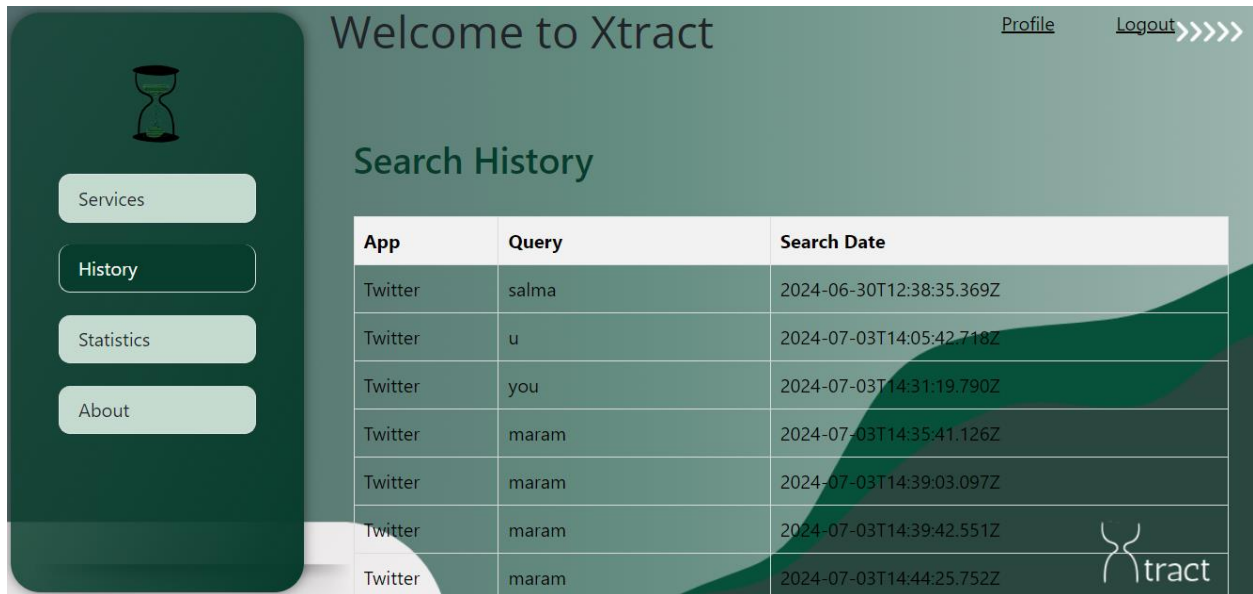 Welcome to Xtract
Profile Logout
Services
History
Statistics
About
Search History
App Query Search Date
Twitter salma 2024-06-30T12:38:35.369Z
Twitter u 2024-07-03T14:05:42.718Z
Twitter you 2024-07-03T14:31:19.790Z
Twitter maram 2024-07-03T14:35:41.126Z
Twitter maram 2024-07-03T14:39:03.097Z
Twitter maram 2024-07-03T14:39:42.551Z
Twitter maram 2024-07-03T14:44:25.752Z
Xtract